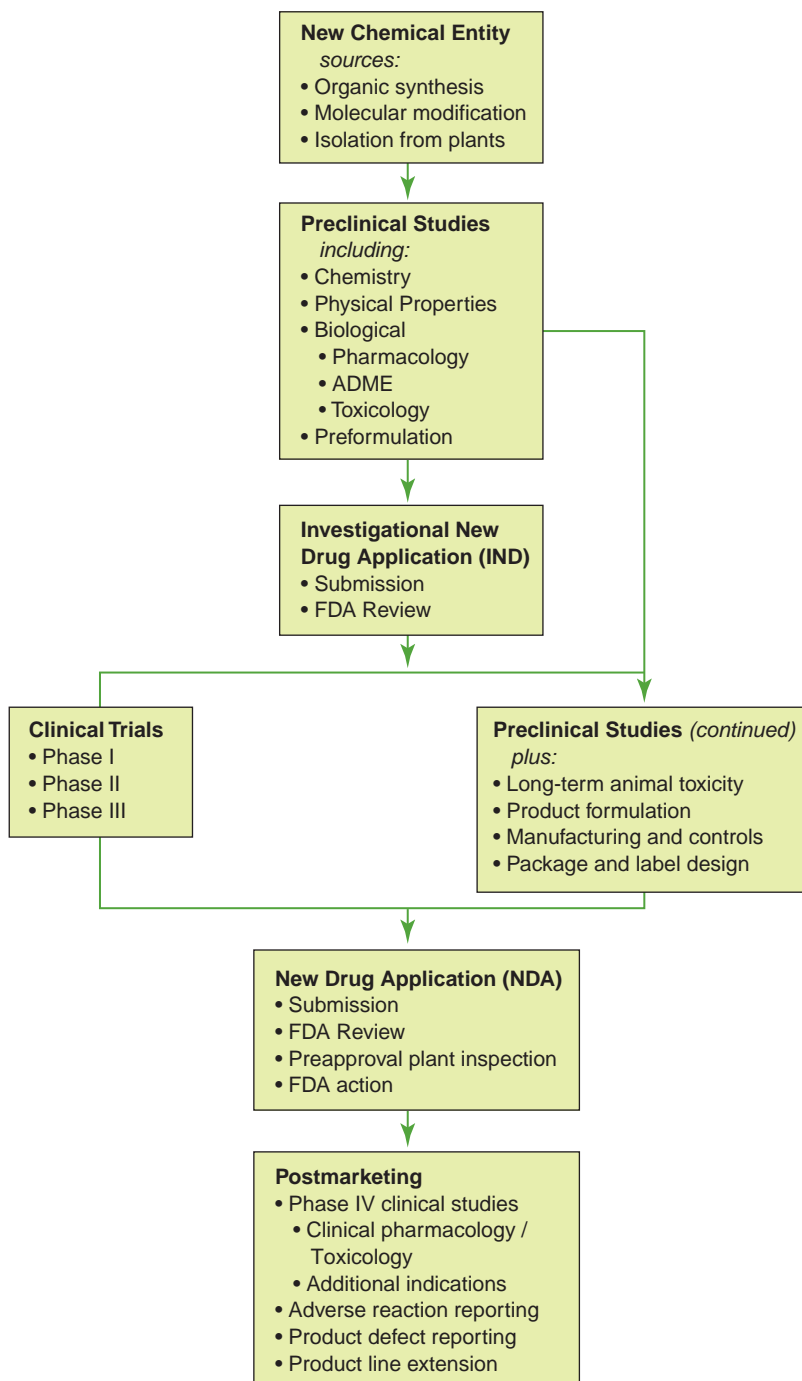 New Chemical Entity
sources:
• Organic synthesis
• Molecular modification
• Isolation from plants
Preclinical Studies
including:
• Chemistry
• Physical Properties
• Biological
• Pharmacology
• ADME
• Toxicology
• Preformulation
Investigational New
Drug Application (IND)
• Submission
• FDA Review
Clinical Trials
• Phase I
• Phase II
• Phase III
Preclinical Studies (continued)
plus:
• Long-term animal toxicity
• Product formulation
• Manufacturing and controls
• Package and label design
New Drug Application (NDA)
• Submission
• FDA Review
• Preapproval plant inspection
• FDA action
Postmarketing
• Phase IV clinical studies
• Clinical pharmacology /
Toxicology
• Additional indications
• Adverse reaction reporting
• Product defect reporting
• Product line extension